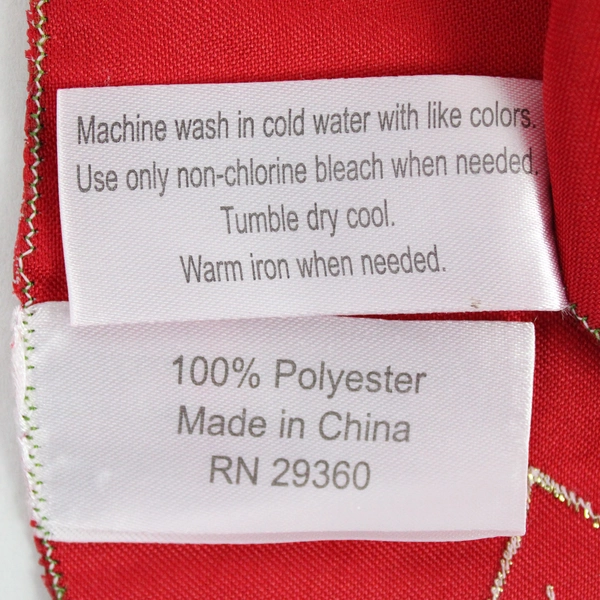 Machine wash in cold water with like colors.
Use only non-chlorine bleach when needed.
Tumble dry cool.
Warm iron when needed.
100% Polyester
Made in China
RN 29360